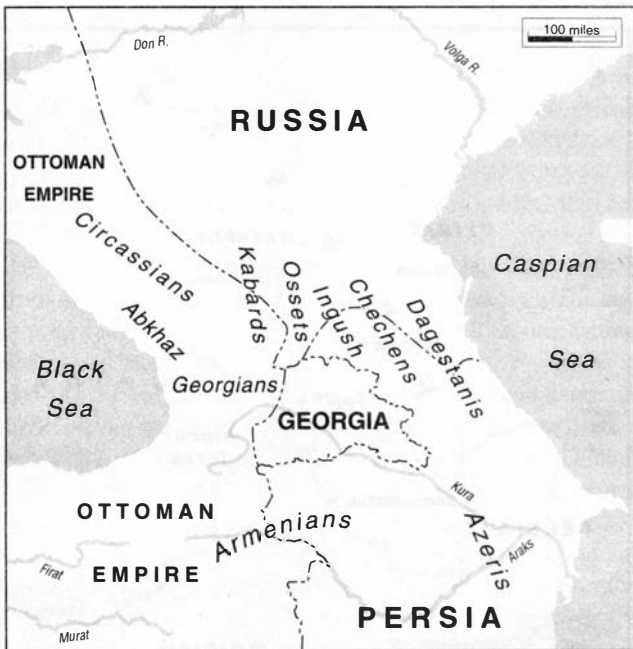 100 miles
Don R.
Volga R.
RUSSIA
OTTOMAN
EMPIRE
Circassians
Kabards
Ossets
Ingush
Chechens
Dagestanis
Caspian
Sea
Abkhaz
Black
Sea
Georgians
GEORGIA
OTTOMAN
EMPIRE
Armenians
Kura
Azeris
Araks
Firat
Murat
PERSIA